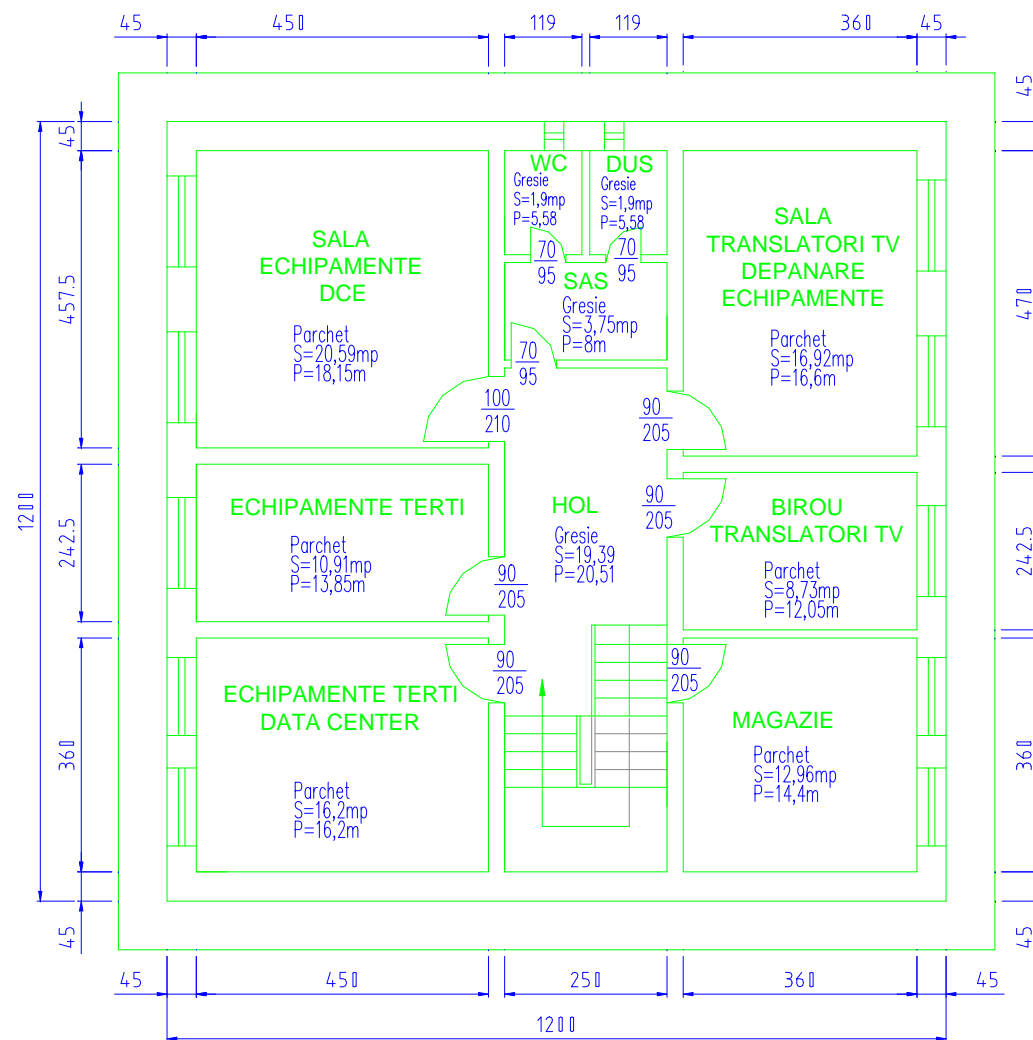 45
450
119
119
360
45
45
45
WC
DUS
Gresie
S=1,9mp
P=5,58
Gresie
S=1,9mp
P=5,58
SALA
ECHIPAMENTE
DCE
Parchet
S=20,59mp
P=18,15m
70
95
70
95
SAS
Gresie
S=3,75mp
P=8m
70
95
SALA
TRANSLATORI TV
DEPANARE
ECHIPAMENTE
Parchet
S=16,92mp
P=16,6m
457.5
470
100
210
90
205
1200
242.5
ECHIPAMENTE TERTI
Parchet
S=10,91mp
P=13,85m
90
205
HOL
Gresie
S=19,39
P=20,51
90
205
BIROU
TRANSLATORI TV
Parchet
S=8,73mp
P=12,05m
242.5
360
ECHIPAMENTE TERTI
DATA CENTER
Parchet
S=16,2mp
P=16,2m
90
205
90
205
MAGAZIE
Parchet
S=12,96mp
P=14,4m
360
45
45
45
450
250
360
45
1200